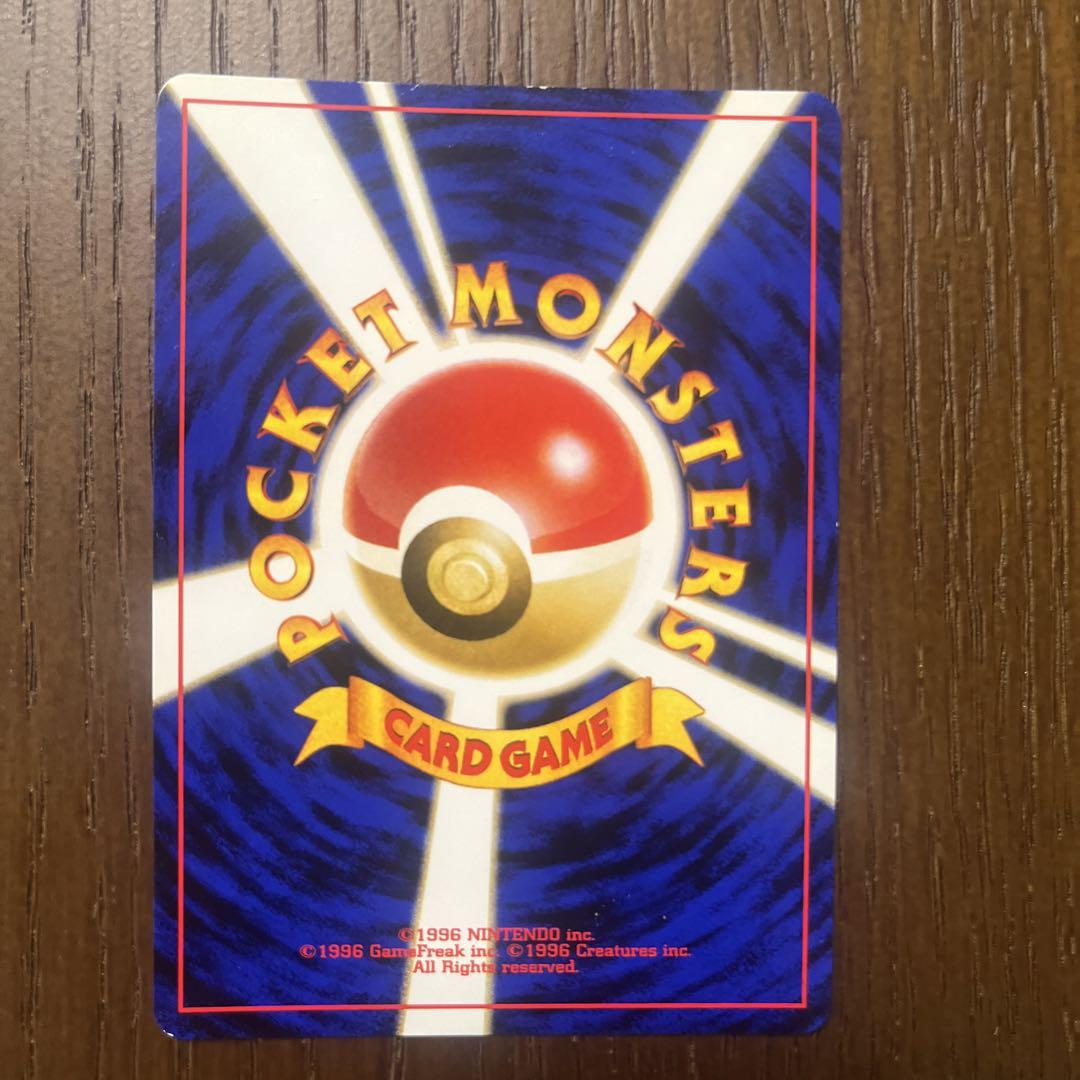 POCKET MONSTERS
CARD GAME
©1996 NINTENDO inc.
©1996 GameFreak inc. ©1996 Creatures inc.
All Rights reserved.